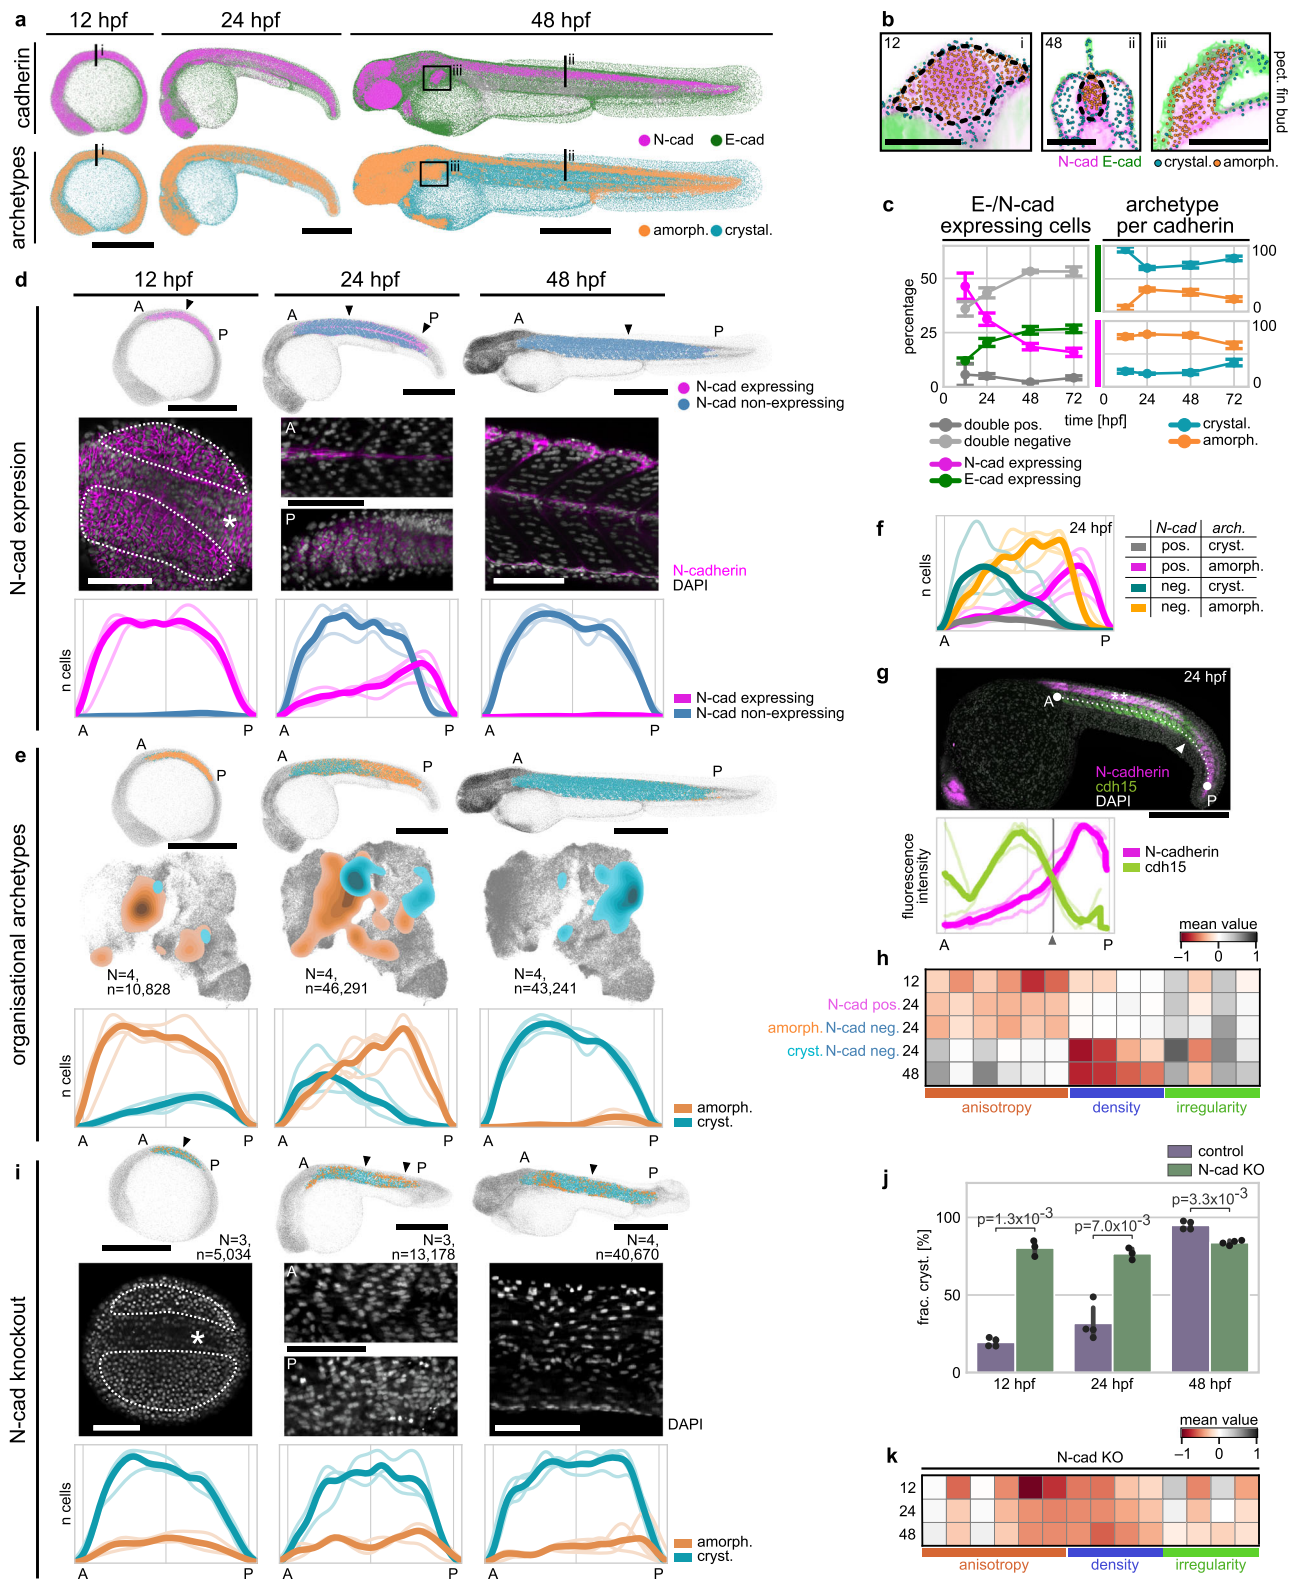 a
12 hpf
24 hpf
48 hpf
cadherin
i
ii
iii
N-cad
E-cad
archetypes
i
ii
iii
amorph.
crystal.
b
12
i
48
ii
iii
pect. fin bud
N-cad E-cad
crystal.
amorph.
c
E-/N-cad
expressing cells
archetype
per cadherin
percentage
50
25
0
100
0
100
0
0
24
48
72
0
24
48
72
time [hpf]
double pos.
double negative
N-cad expressing
E-cad expressing
crystal.
amorph.
d
12 hpf
24 hpf
48 hpf
N-cad expresion
A
P
A
P
A
P
N-cad expressing
N-cad non-expressing
*
A
P
N-cadherin
DAPI
n cells
A
P
A
P
A
P
N-cad expressing
N-cad non-expressing
e
organisational archetypes
A
P
A
P
A
P
N=4,
n=10,828
N=4,
n=46,291
N=4,
n=43,241
n cells
A
P
A
P
A
P
amorph.
cryst.
f
24 hpf
n cells
A
P
N-cad
arch.
pos.
cryst.
pos.
amorph.
neg.
cryst.
neg.
amorph.
g
24 hpf
A
**
P
N-cadherin
cdh15
DAPI
fluorescence
intensity
A
P
N-cadherin
cdh15
mean value
−1
0
1
h
12
N-cad pos. 24
amorph. N-cad neg. 24
cryst. N-cad neg. 24
48
anisotropy
density
irregularity
i
N-cad knockout
A
P
A
P
A
P
N=3,
n=5,034
N=3,
n=13,178
N=4,
n=40,670
*
A
P
DAPI
n cells
A
P
A
P
A
P
amorph.
cryst.
j
control
N-cad KO
frac. cryst. [%]
100
50
0
p=1.3x10⁻³
p=7.0x10⁻³
p=3.3x10⁻³
12 hpf
24 hpf
48 hpf
mean value
−1
0
1
k
N-cad KO
12
24
48
anisotropy
density
irregularity